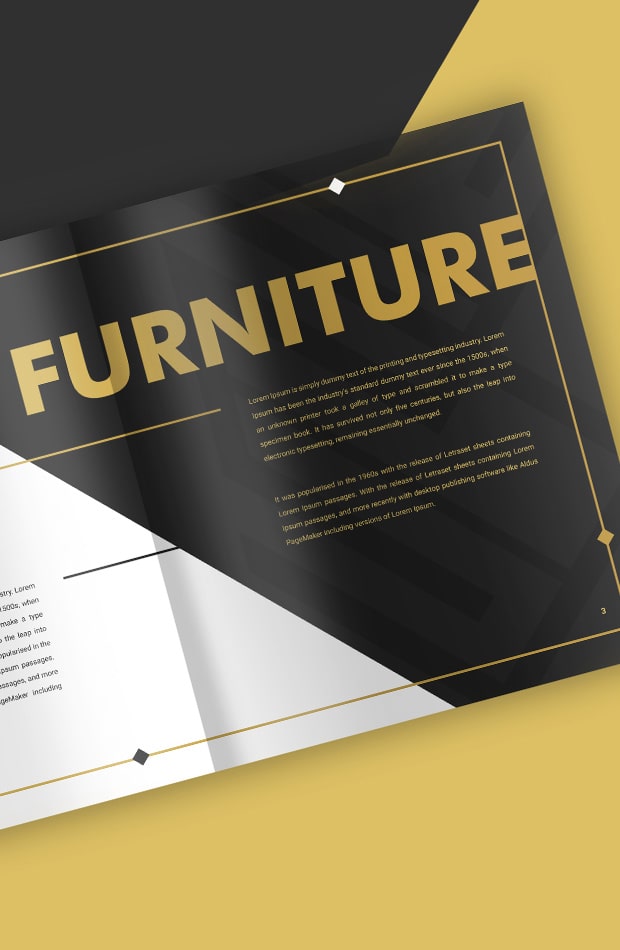 FURNITURE
Lorem Ipsum is simply dummy text of the printing and typesetting industry. Lorem
Ipsum has been the industry's standard dummy text ever since the 1500s, when
an unknown printer took a galley of type and scrambled it to make a type
specimen book. It has survived not only five centuries, but also the leap into
electronic typesetting, remaining essentially unchanged.
It was popularised in the 1960s with the release of Letraset sheets containing
Lorem Ipsum passages. With the release of Letraset sheets containing Lorem
Ipsum passages, and more recently with desktop publishing software like Aldus
PageMaker including versions of Lorem Ipsum.
stry. Lorem
1500s, when
make a type
the leap into
opularised in the
psum passages.
assages, and more
geMaker including
3